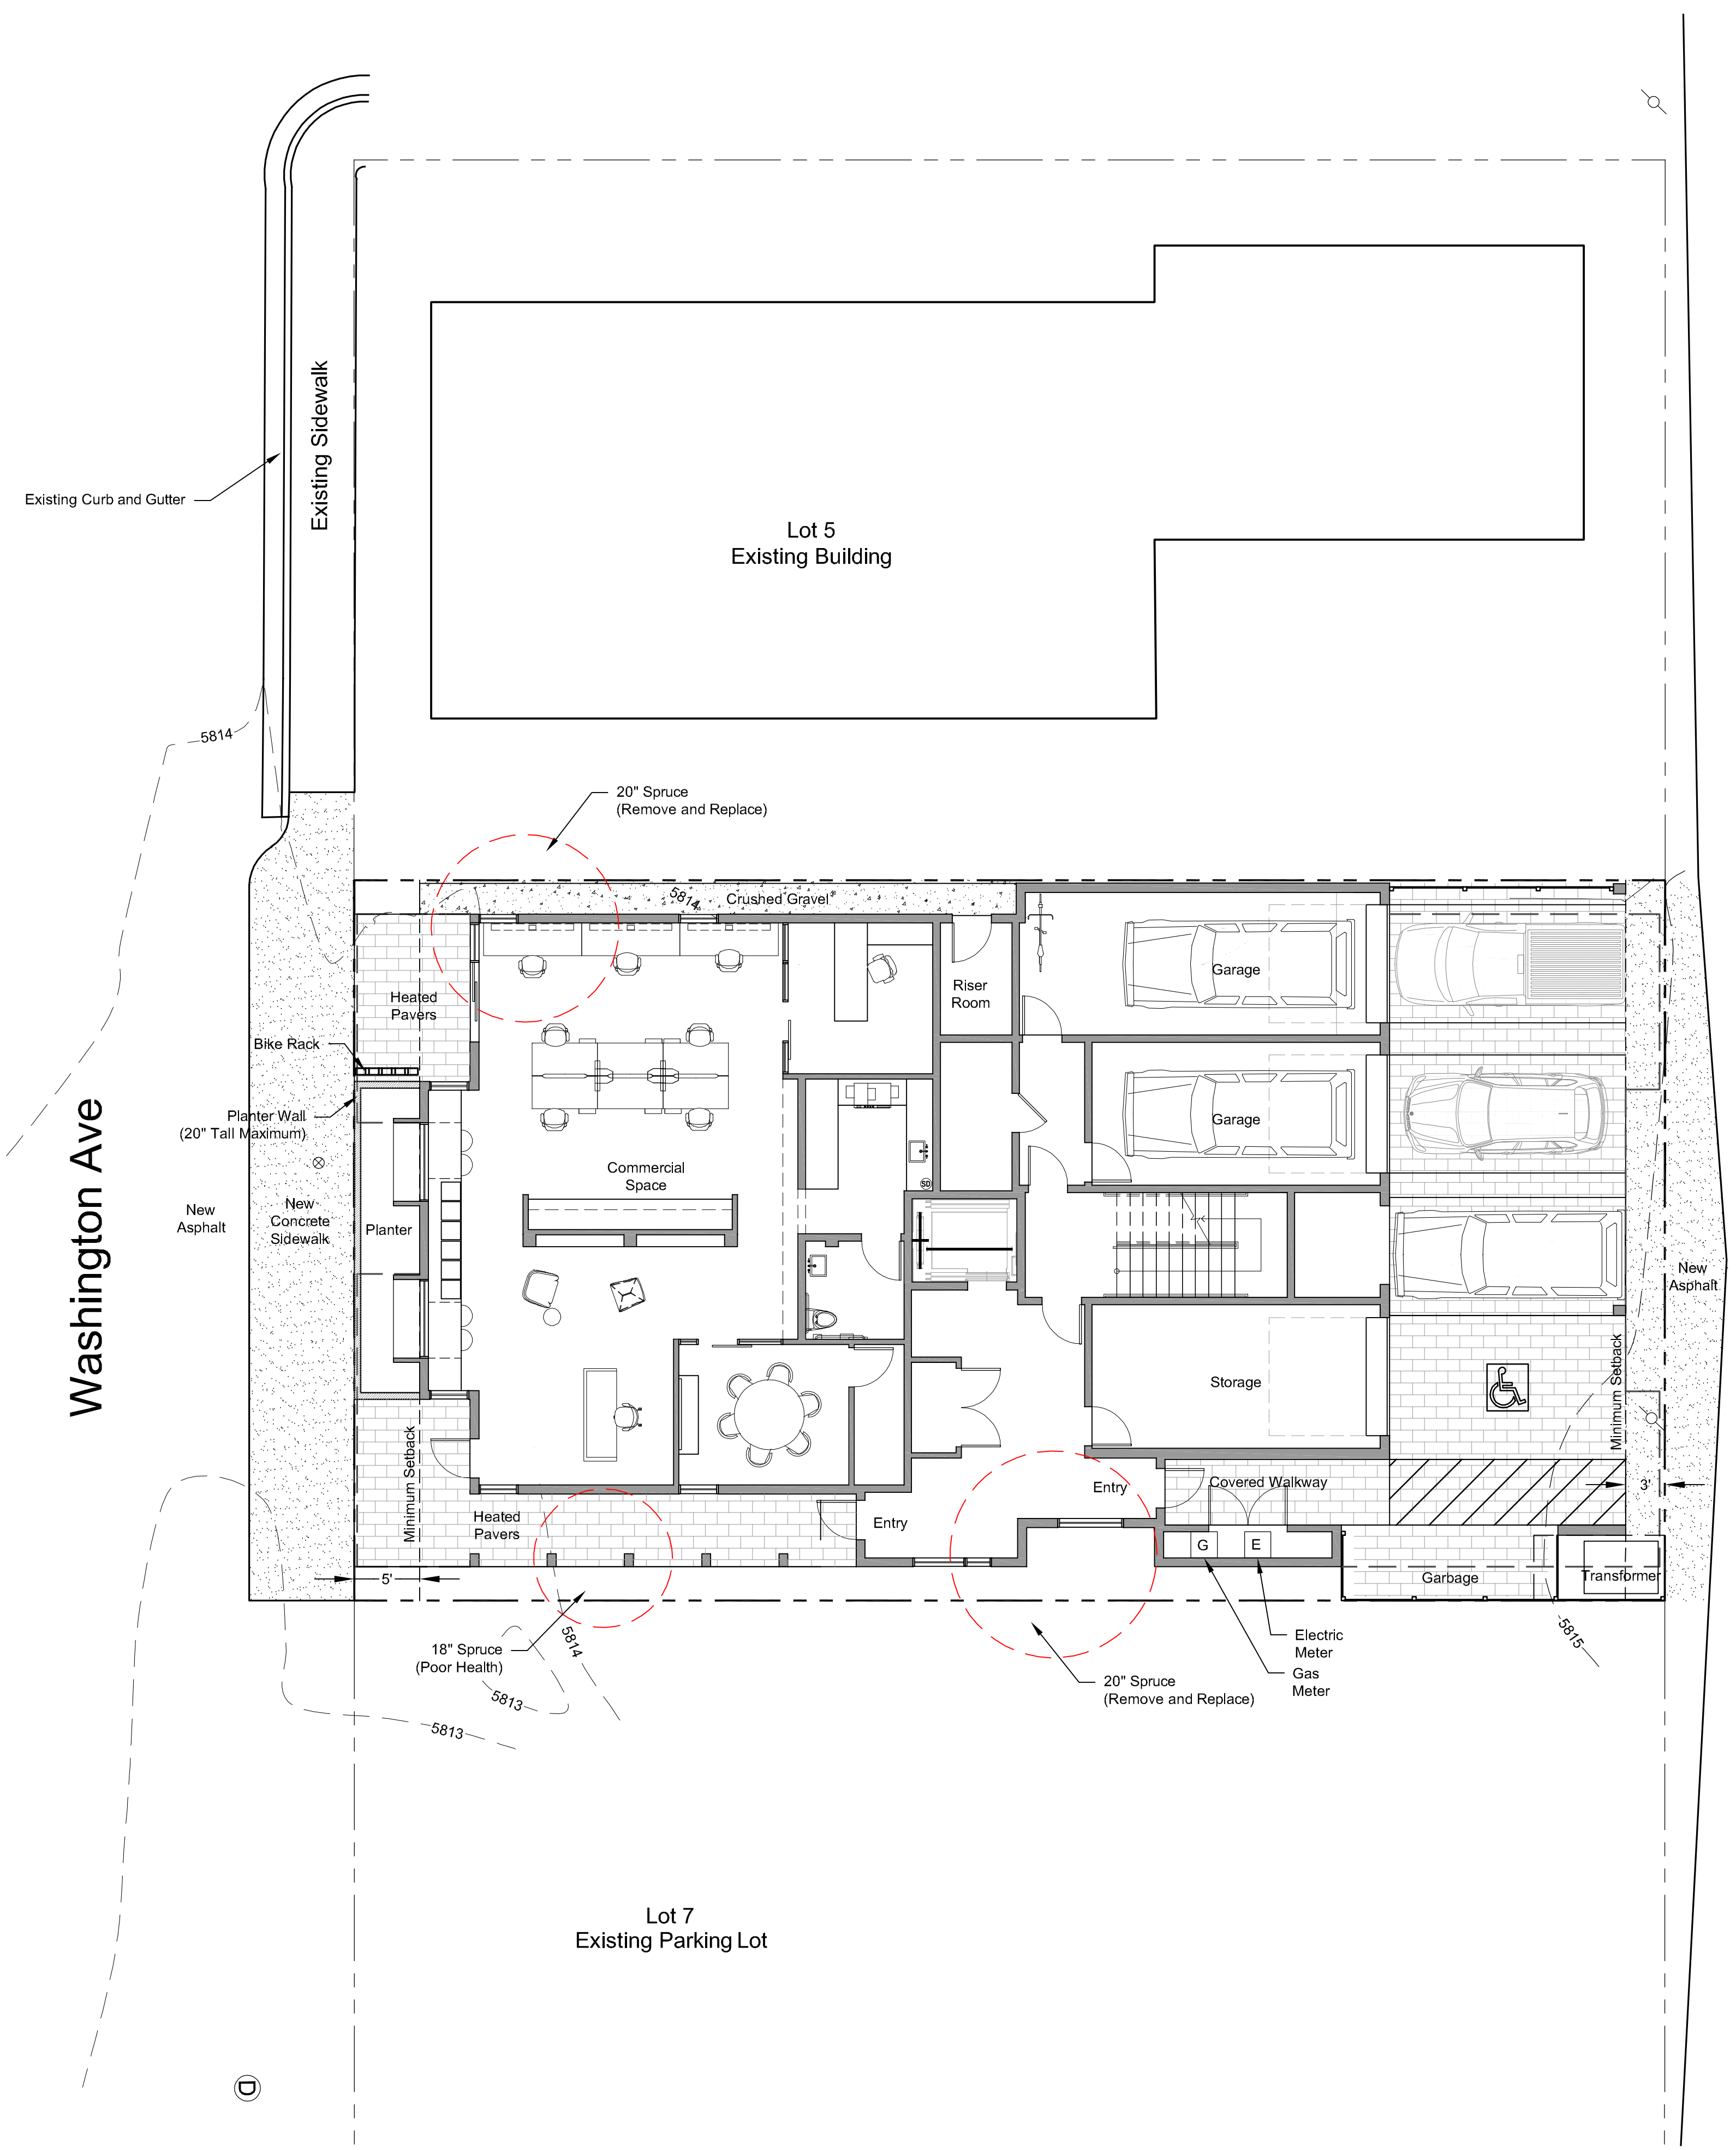 Existing Sidewalk
Existing Curb and Gutter
Lot 5
Existing Building
5814
20" Spruce
(Remove and Replace)
5814
Crushed Gravel
Heated
Pavers
Riser
Room
Garage
Bike Rack
Planter Wall
(20" Tall Maximum)
Garage
Washington Ave
Commercial
Space
SD
New
Asphalt
New
Concrete
Sidewalk
Planter
New
Asphalt
Storage
Minimum Setback
Minimum Setback
Covered Walkway
3'
Entry
Heated
Pavers
Entry
G
E
Garbage
Transformer
5'
18" Spruce
(Poor Health)
5814
5813
5813
20" Spruce
(Remove and Replace)
Electric
Meter
Gas
Meter
5815
Lot 7
Existing Parking Lot
D